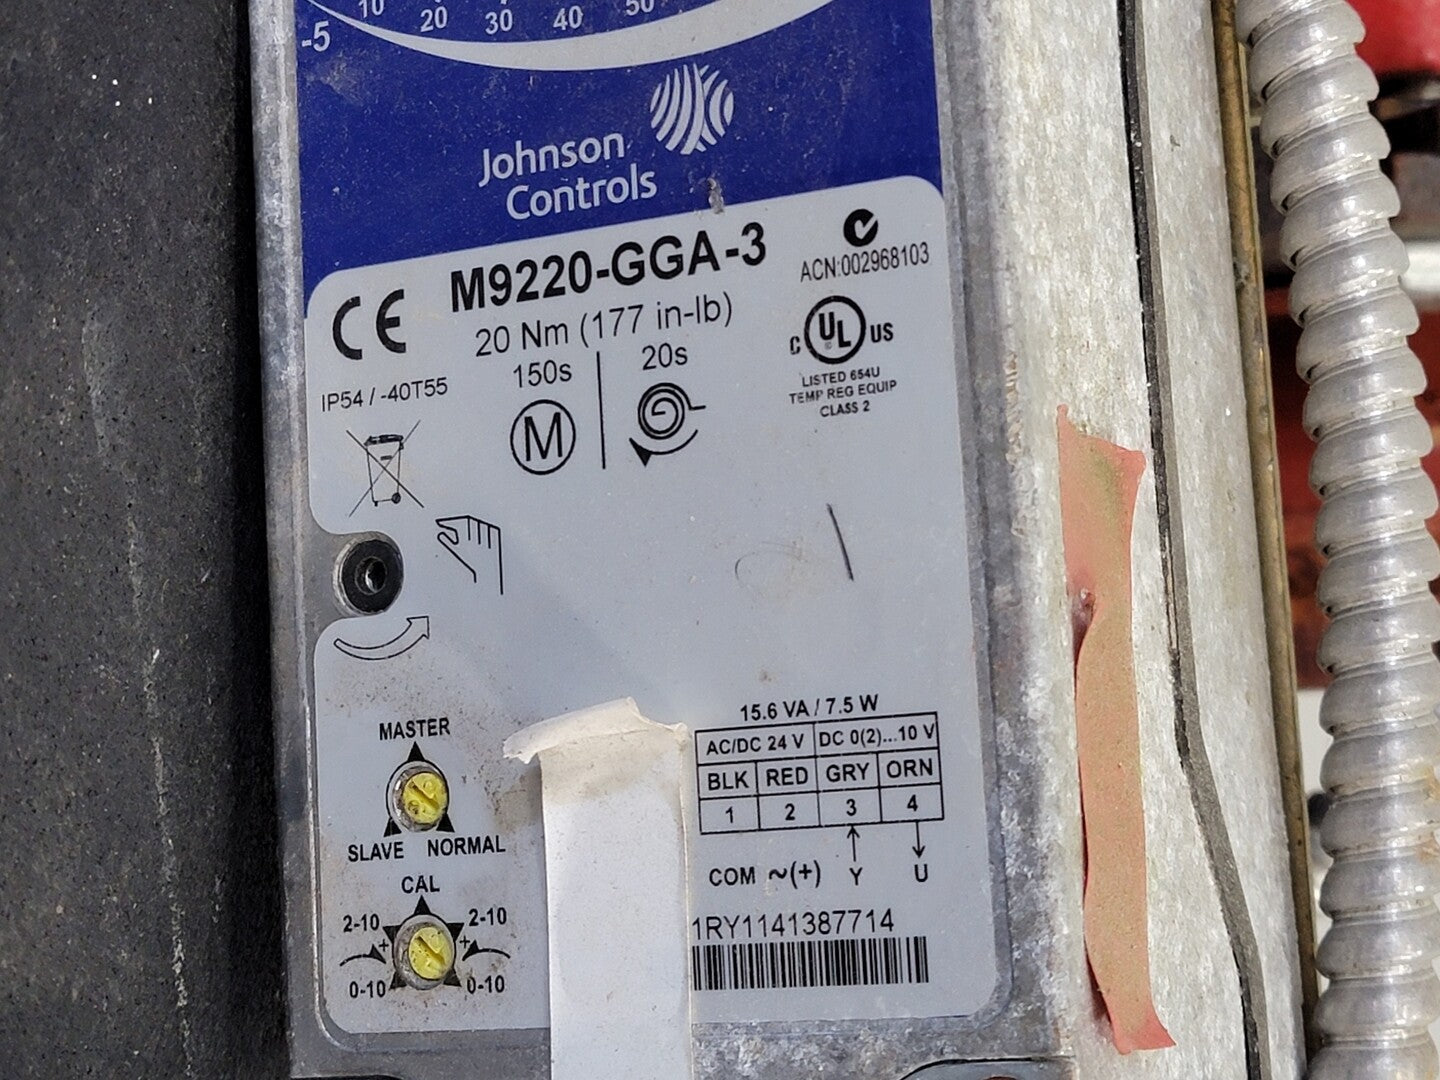 10 20 30 40 50
-5
Johnson
Controls
M9220-GGA-3
ACN:002968103
CE
20 Nm (177 in-lb)
150s
20s
M
IP54 / -40T55
C UL US
LISTED 654U
TEMP REG EQUIP
CLASS 2
MASTER
SLAVE NORMAL
CAL
2-10 2-10
+ +
0-10 0-10
15.6 VA / 7.5 W
AC/DC 24 V DC 0(2)...10 V
BLK RED GRY ORN
1 2 3 4
COM ~(+) Y U
1RY1141387714